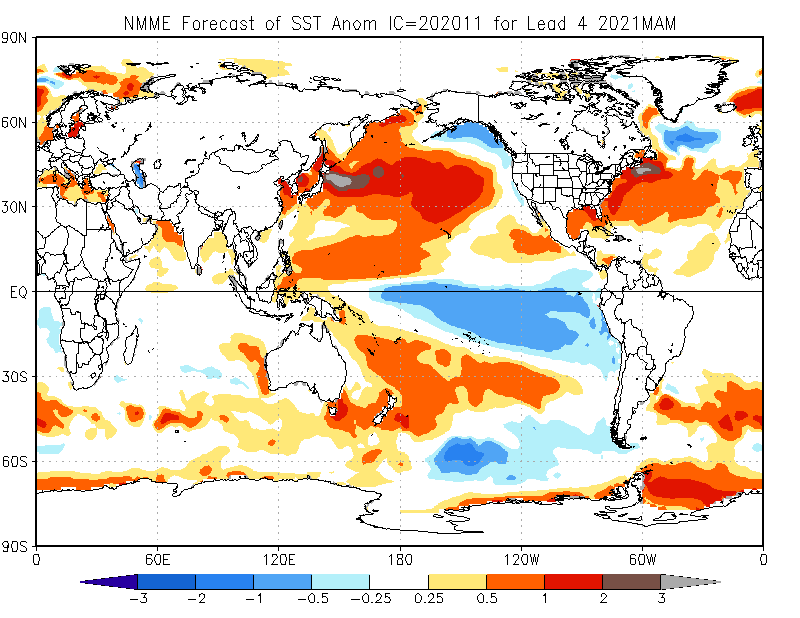 NMME Forecast of SST Anom IC=202011 for Lead 4 2021MAM
90N
60N
30N
EQ
30S
60S
90S
0 60E 120E 180 120W 60W 0
-3 -2 -1 -0.5 -0.25 0.25 0.5 1 2 3